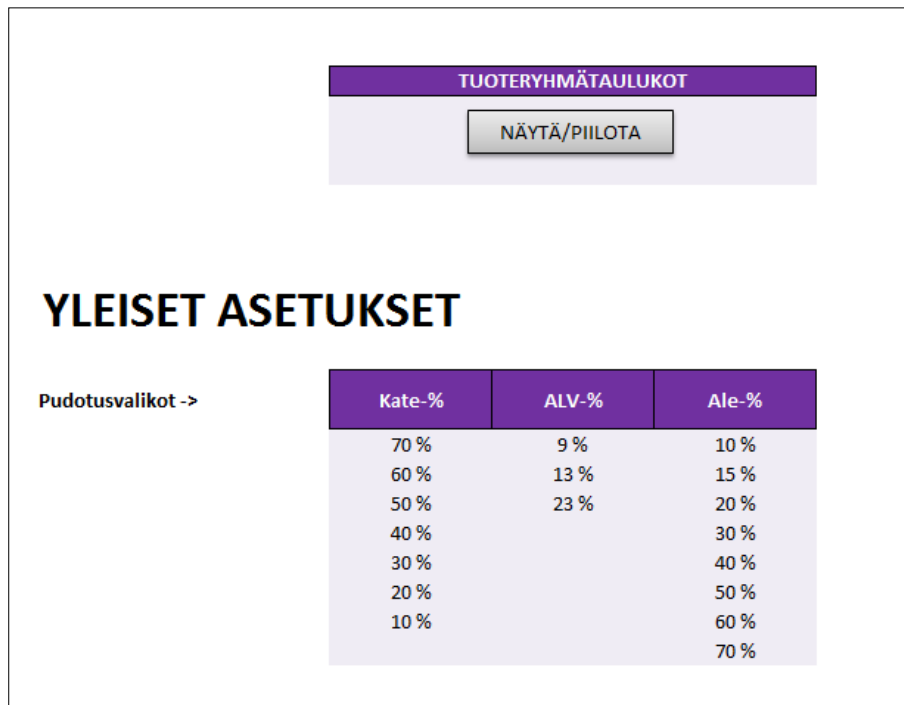 TUOTERYHMÄTAULUKOT
NÄYTÄ/PIILOTA
YLEISET ASETUKSET
Pudotusvalikot -> Kate-% ALV-% Ale-%
70 % 9 % 10 %
60 % 13 % 15 %
50 % 23 % 20 %
40 % 30 %
30 % 40 %
20 % 50 %
10 % 60 %
70 %